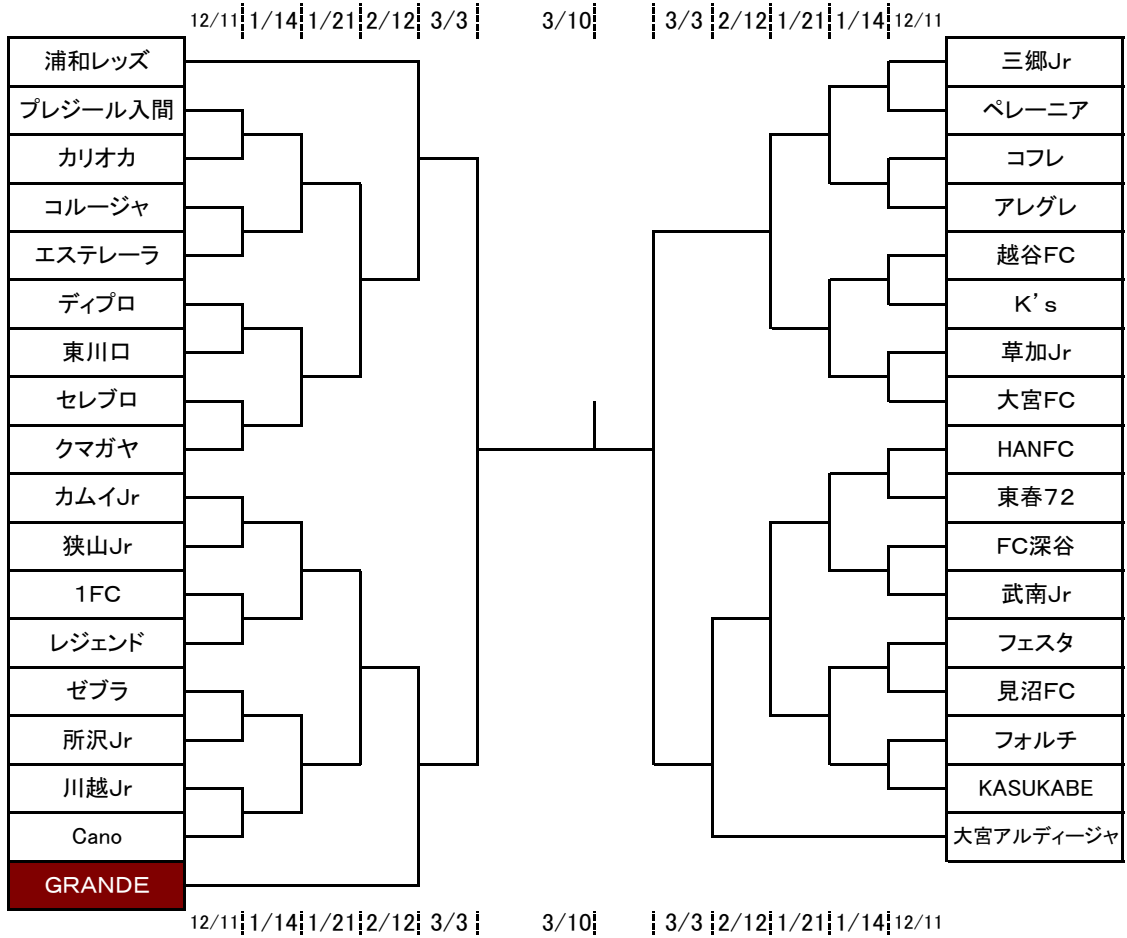 12/11 1/14 1/21 2/12 3/3 3/10 3/3 2/12 1/21 1/14 12/11
浦和レッズ
プレジール入間
カリオカ
コルージャ
エステレーラ
ディプロ
東川口
セレブロ
クマガヤ
カムイJr
狭山Jr
1FC
レジェンド
ゼブラ
所沢Jr
川越Jr
Cano
GRANDE
三郷Jr
ペレーニア
コフレ
アレグレ
越谷FC
K's
草加Jr
大宮FC
HANFC
東春72
FC深谷
武南Jr
フェスタ
見沼FC
フォルチ
KASUKABE
大宮アルディージャ
12/11 1/14 1/21 2/12 3/3 3/10 3/3 2/12 1/21 1/14 12/11